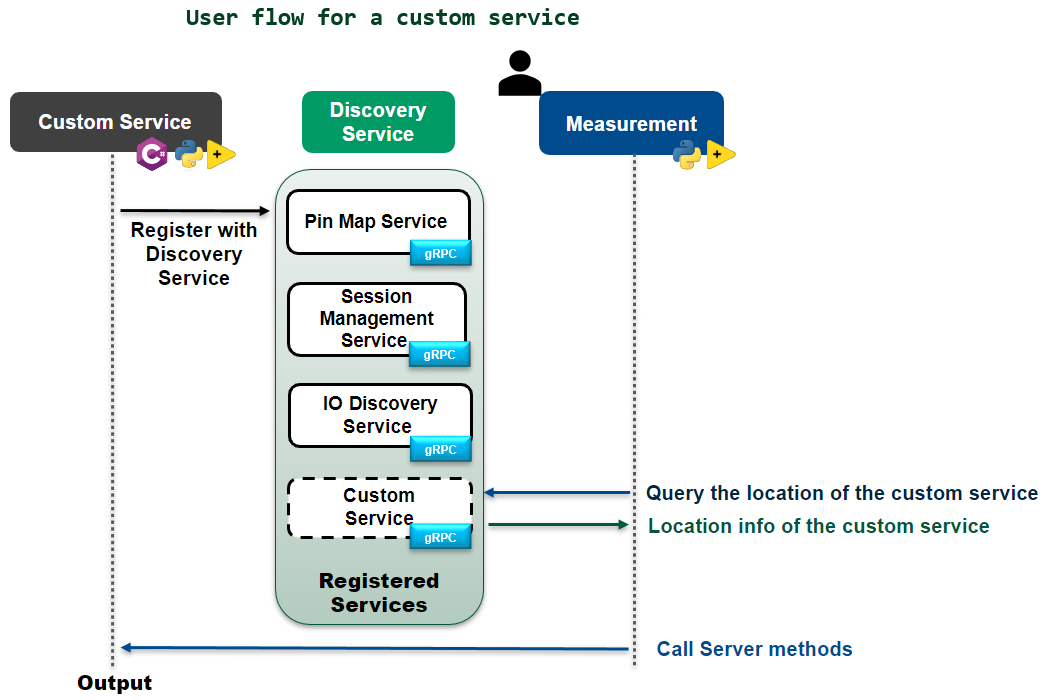 User flow for a custom service
Custom Service
C#
Discovery
Service
Measurement
Register with
Discovery
Service
Pin Map Service
gRPC
Session
Management
Service
gRPC
IO Discovery
Service
gRPC
Custom
Service
gRPC
Registered
Services
Query the location of the custom service
Location info of the custom service
Call Server methods
Output